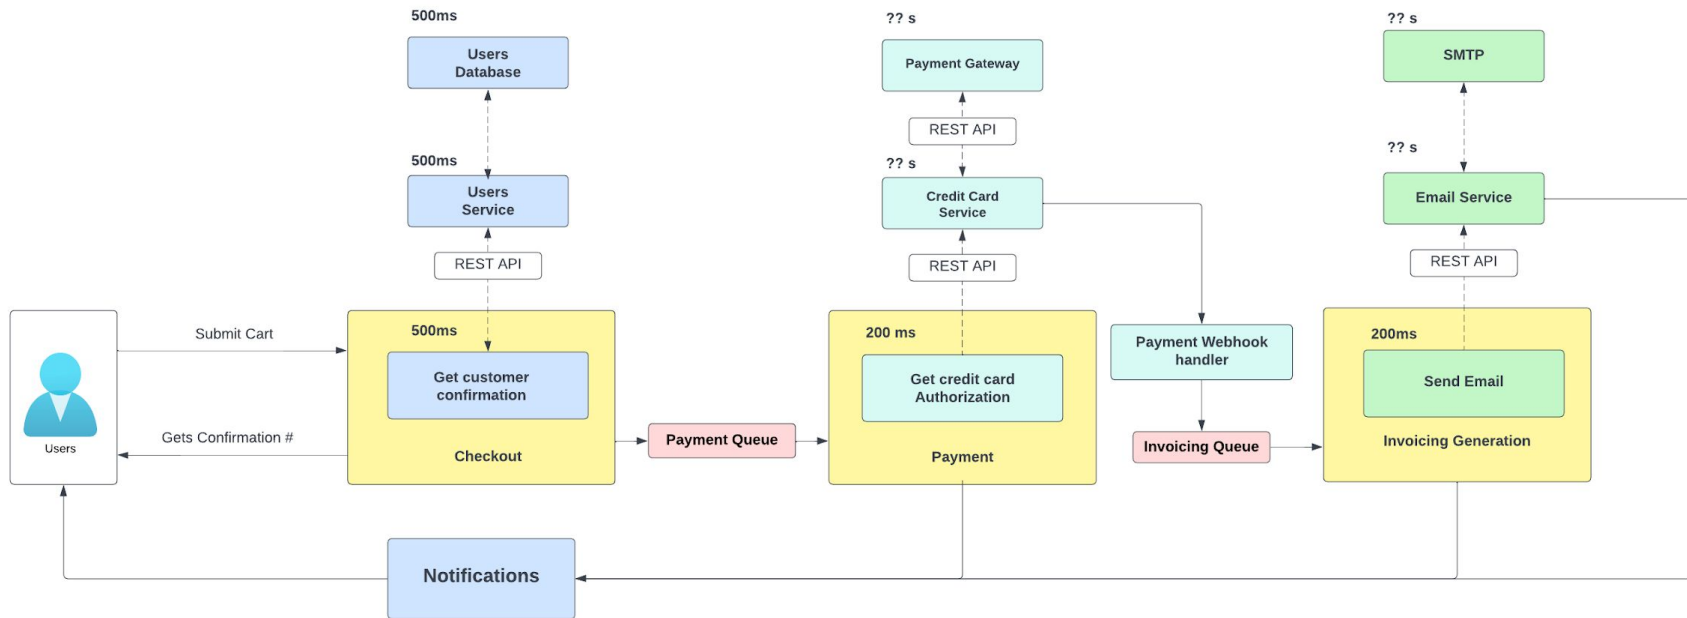 500ms
Users
Database
500ms
Users
Service
REST API
?? s
Payment Gateway
REST API
?? s
Credit Card
Service
REST API
?? s
SMTP
?? s
Email Service
REST API
Users
Submit Cart
Gets Confirmation #
500ms
Get customer
confirmation
Checkout
Payment Queue
200 ms
Get credit card
Authorization
Payment
Payment Webhook
handler
Invoicing Queue
200ms
Send Email
Invoicing Generation
Notifications